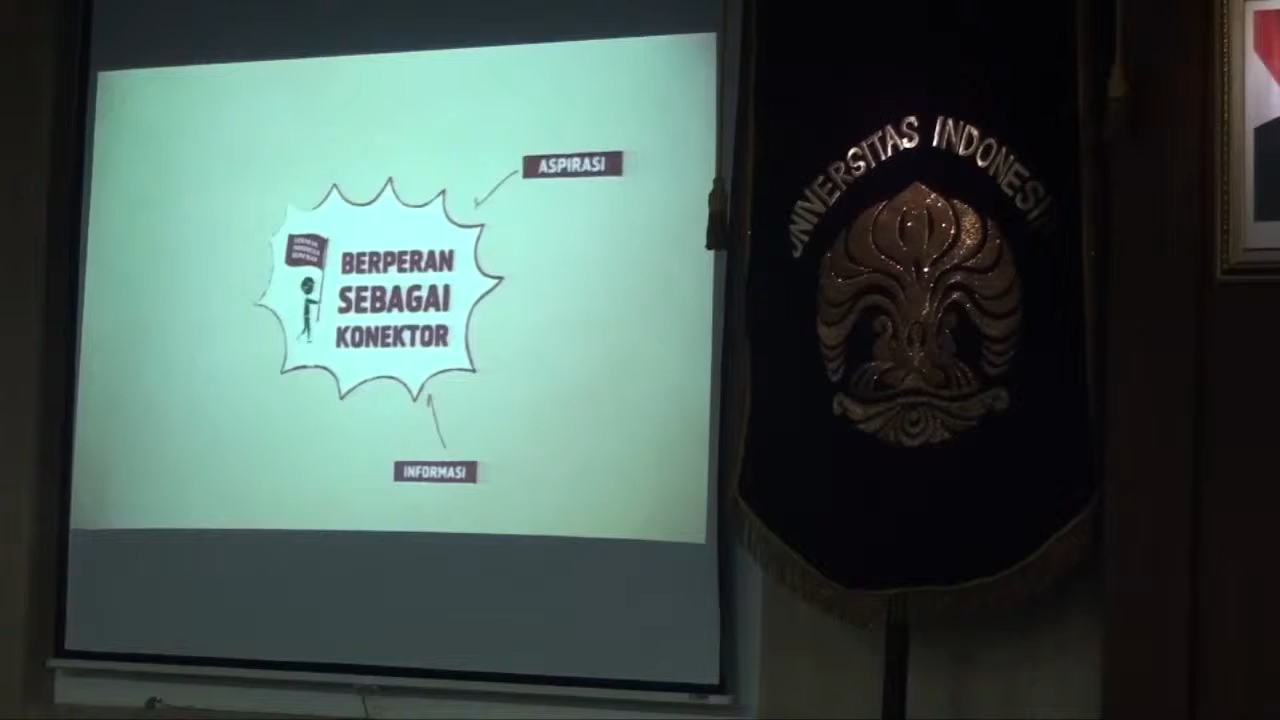 ASPIRASI
BERPERAN
SEBAGAI
KONEKTOR
INFORMASI
UNIVERSITAS INDONESIA